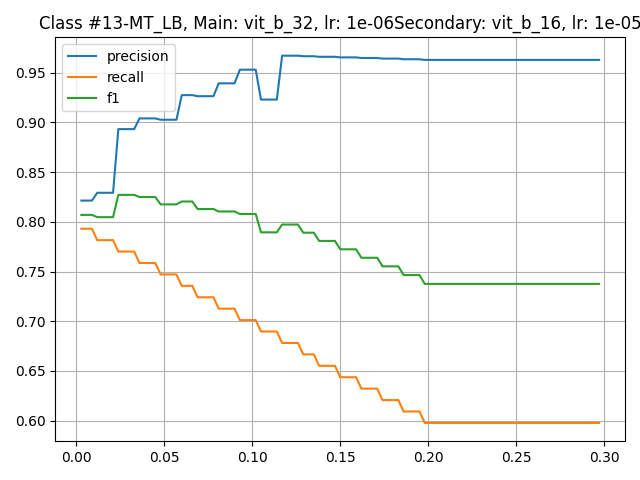 Class #13-MT_LB, Main: vit_b_32, lr: 1e-06Secondary: vit_b_16, lr: 1e-05
precision
recall
f1
0.95
0.90
0.85
0.80
0.75
0.70
0.65
0.60
0.00 0.05 0.10 0.15 0.20 0.25 0.30